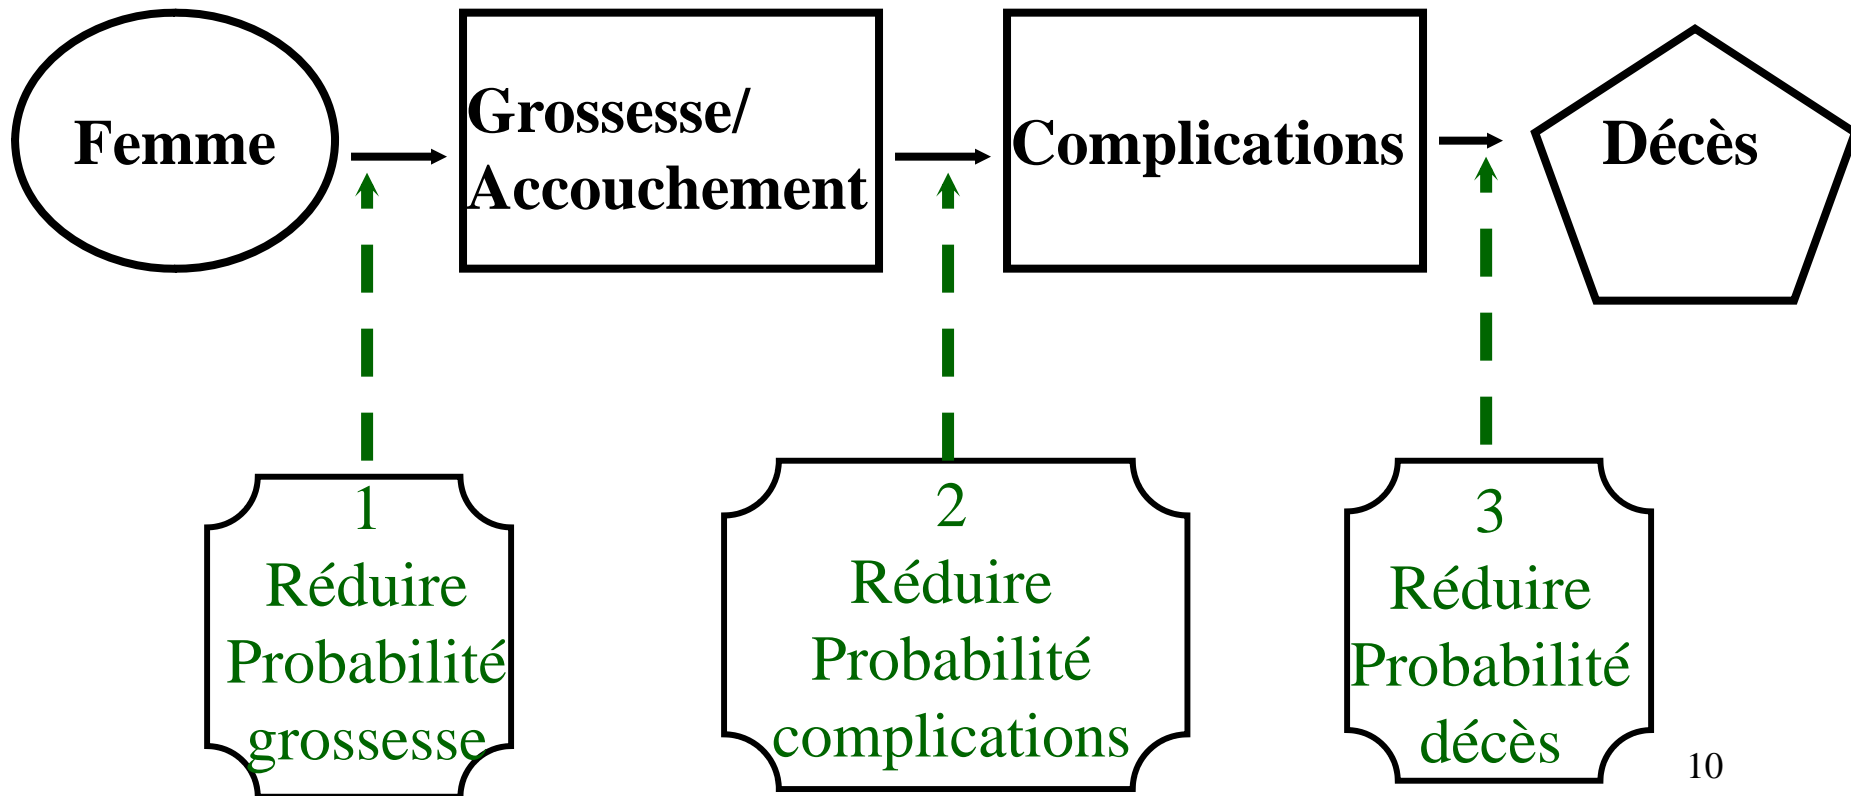 Femme
Grossesse/
Accouchement
Complications
Décès
1
Réduire
Probabilité
grossesse
2
Réduire
Probabilité
complications
3
Réduire
Probabilité
décès
10